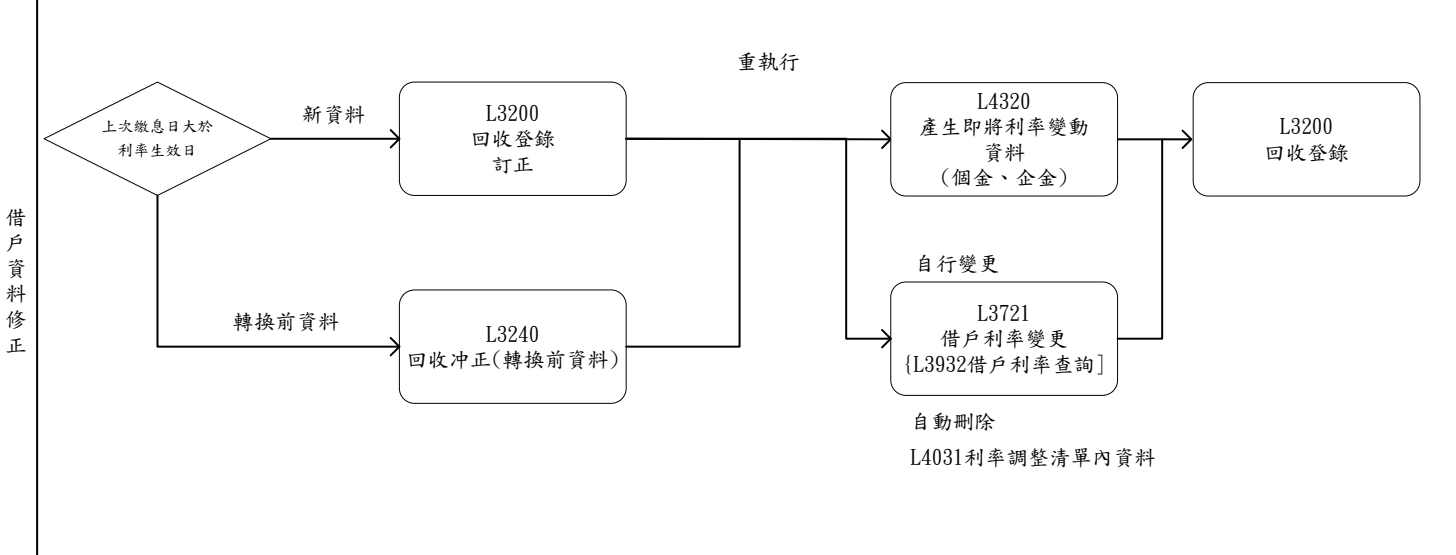 借戶資料修正
上次繳息日大於
利率生效日
新資料
轉換前資料
L3200
回收登錄
訂正
L3240
回收冲正(轉換前資料)
重執行
L4320
產生即將利率變動
資料
(個金、企金)
自行變更
L3721
借戶利率變更
{L3932借戶利率查詢]
自動刪除
L4031利率調整清單內資料
L3200
回收登錄